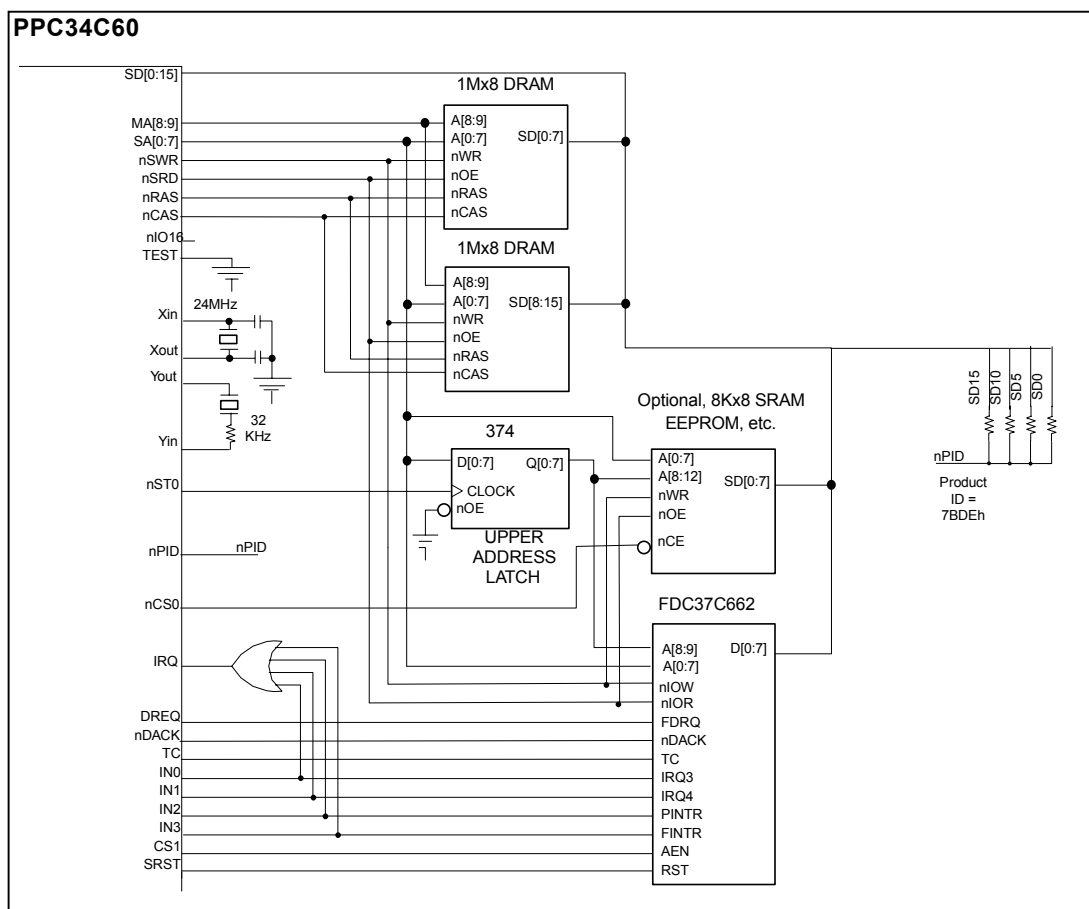 PPC34C60
SD[0:15]
MA[8:9]
SA[0:7]
nSWR
nSRD
nRAS
nCAS
nIO16
TEST
24MHz
Xin
Xout
Yout
32
KHz
Yin
nST0
nPID
nPID
nCS0
IRQ
DREQ
nDACK
TC
IN0
IN1
IN2
IN3
CS1
SRST
1Mx8 DRAM
A[8:9]
A[0:7]
nWR
nOE
nRAS
nCAS
SD[0:7]
1Mx8 DRAM
A[8:9]
A[0:7]
nWR
nOE
nRAS
nCAS
SD[8:15]
374
D[0:7]
Q[0:7]
CLOCK
nOE
UPPER
ADDRESS
LATCH
Optional, 8Kx8 SRAM
EEPROM, etc.
A[0:7]
A[8:12]
nWR
nOE
nCE
SD[0:7]
FDC37C662
A[8:9]
A[0:7]
nIOW
nIOR
FDRQ
nDACK
TC
IRQ3
IRQ4
PINTR
FINTR
AEN
RST
D[0:7]
SD15
SD10
SD5
SD0
nPID
Product
ID =
7BDEh